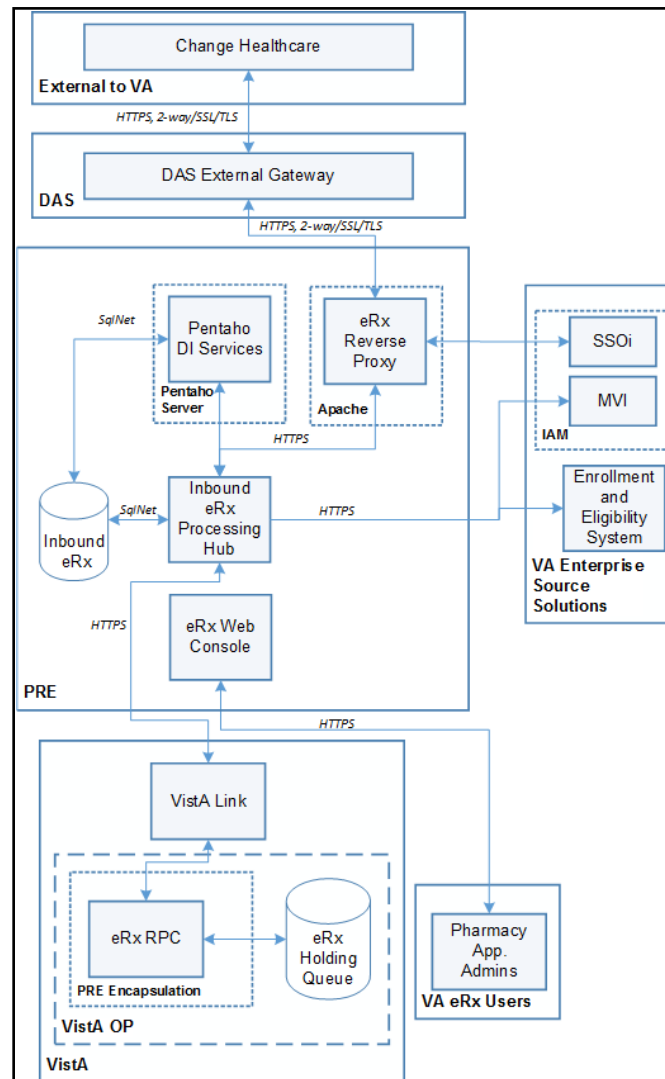 Change Healthcare
External to VA
HTTPS, 2-way/SSL/TLS
DAS External Gateway
DAS
HTTPS, 2-way/SSL/TLS
SqlNet
Pentaho
DI Services
Pentaho
Server
eRx
Reverse
Proxy
Apache
SSOi
MVI
IAM
HTTPS
Inbound
eRx
SqlNet
Inbound
eRx
Processing
Hub
HTTPS
Enrollment
and
Eligibility
System
VA Enterprise
Source
Solutions
HTTPS
eRx Web
Console
PRE
HTTPS
VistA Link
eRx RPC
PRE Encapsulation
eRx
Holding
Queue
VistA OP
VistA
Pharmacy
App.
Admins
VA eRx Users